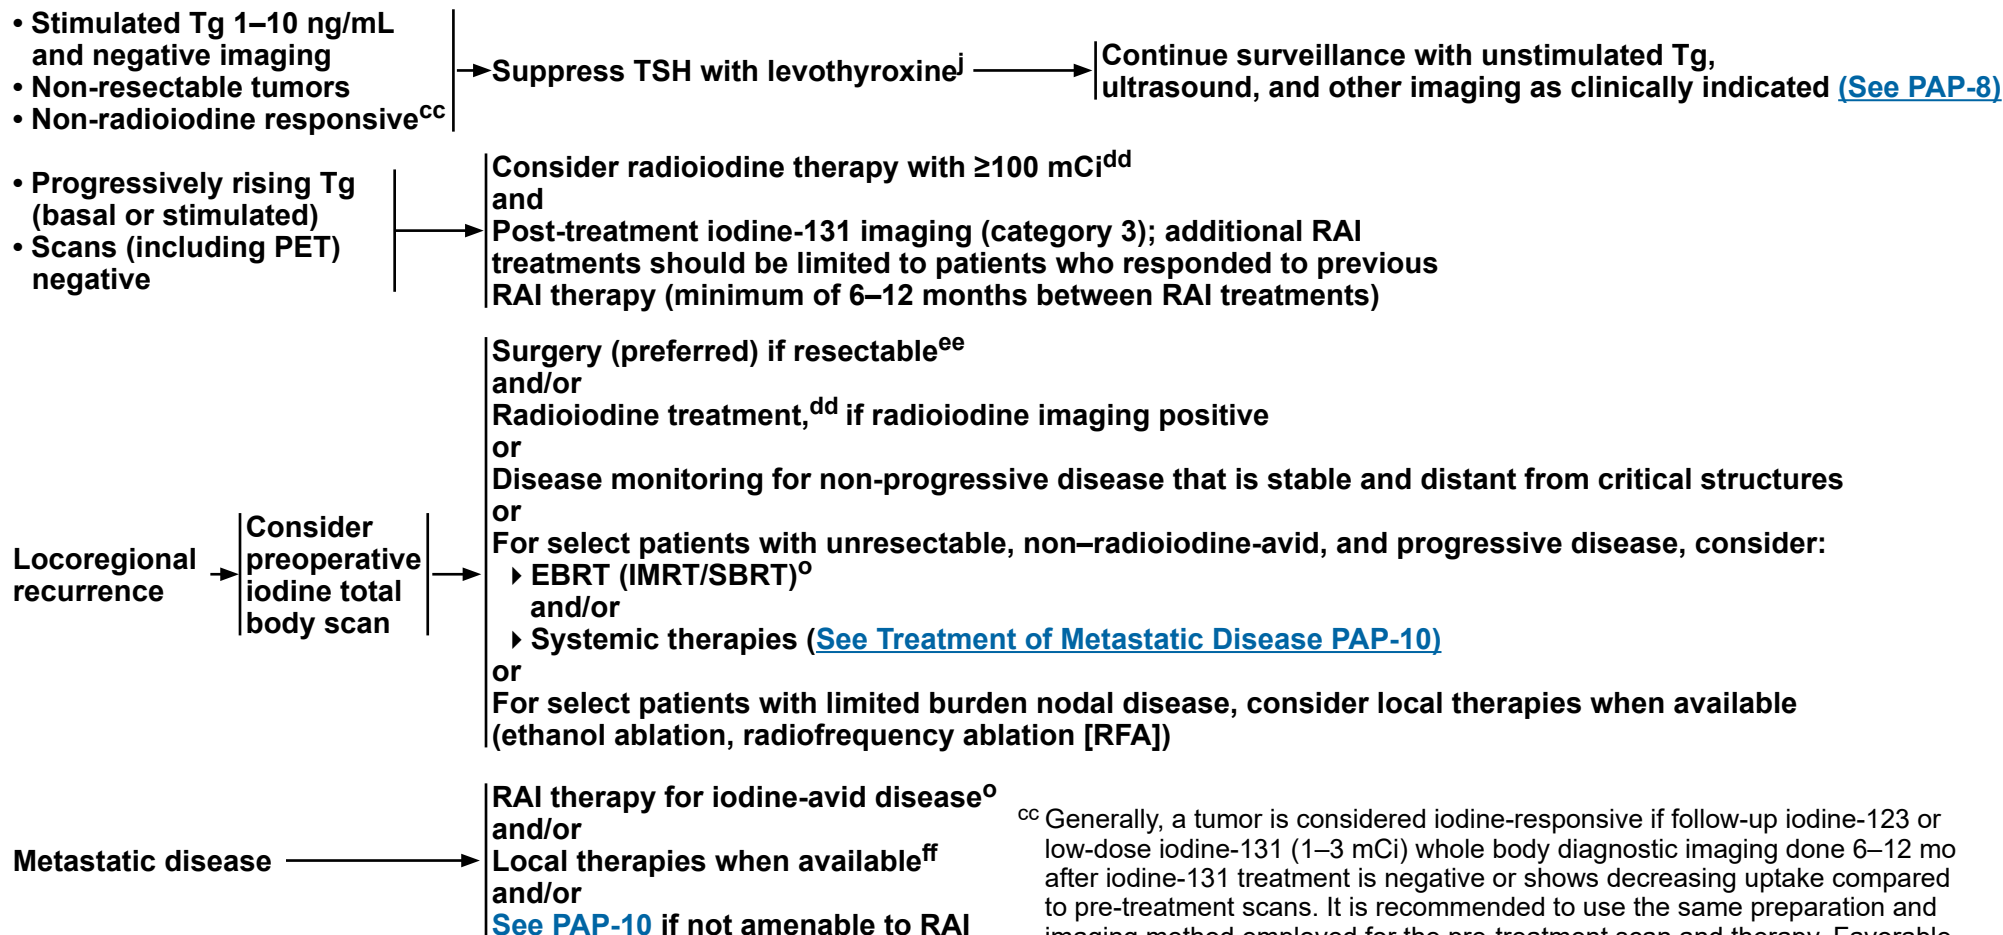 • Stimulated Tg 1–10 ng/mL
and negative imaging
• Non-resectable tumors
• Non-radioiodine responsivecc
Suppress TSH with levothyroxinej
Continue surveillance with unstimulated Tg,
ultrasound, and other imaging as clinically indicated (See PAP-8)
• Progressively rising Tg
(basal or stimulated)
• Scans (including PET)
negative
Consider radioiodine therapy with ≥100 mCidd
and
Post-treatment iodine-131 imaging (category 3); additional RAI
treatments should be limited to patients who responded to previous
RAI therapy (minimum of 6–12 months between RAI treatments)
Locoregional
recurrence
Consider
preoperative
iodine total
body scan
Surgery (preferred) if resectableee
and/or
Radioiodine treatment,dd if radioiodine imaging positive
or
Disease monitoring for non-progressive disease that is stable and distant from critical structures
or
For select patients with unresectable, non–radioiodine-avid, and progressive disease, consider:
EBRT (IMRT/SBRT)o
and/or
Systemic therapies (See Treatment of Metastatic Disease PAP-10)
or
For select patients with limited burden nodal disease, consider local therapies when available
(ethanol ablation, radiofrequency ablation [RFA])
Metastatic disease
RAI therapy for iodine-avid diseaseo
and/or
Local therapies when availableff
and/or
See PAP-10 if not amenable to RAI
cc Generally, a tumor is considered iodine-responsive if follow-up iodine-123 or
low-dose iodine-131 (1–3 mCi) whole body diagnostic imaging done 6–12 mo
after iodine-131 treatment is negative or shows decreasing uptake compared
to pre-treatment scans. It is recommended to use the same preparation and
imaging method employed for the pre-treatment scan and therapy. Favorable